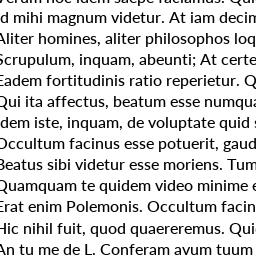 Verum hoc idem saepe faciamus. Qu
id mihi magnum videtur. At iam decim
Aliter homines, aliter philosophos loq
Scrupulum, inquam, abeunti; At certe
Eadem fortitudinis ratio reperietur. Q
Qui ita affectus, beatum esse numqu
Idem iste, inquam, de voluptate quid
Occultum facinus esse potuerit, gaud
Beatus sibi videtur esse moriens. Tum
Quamquam te quidem video minime e
Erat enim Polemonis. Occultum facin
Hic nihil fuit, quod quaereremus. Qui
An tu me de L. Conferam avum tuum